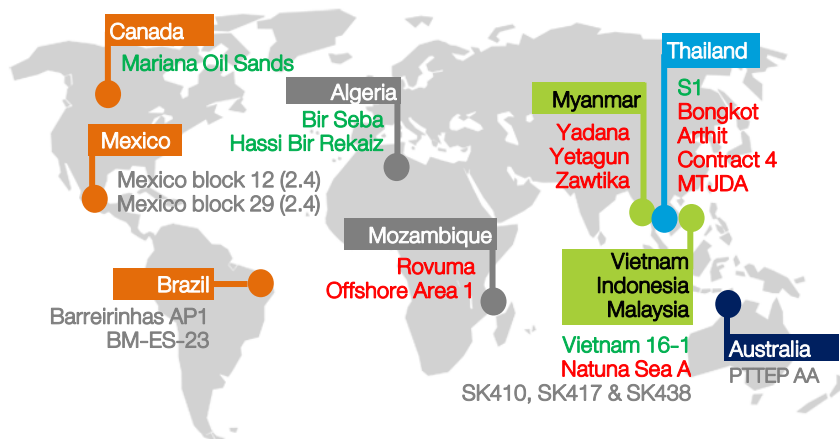 Canada
Mariana Oil Sands
Mexico
Mexico block 12 (2.4)
Mexico block 29 (2.4)
Brazil
Barreirinhas AP1
BM-ES-23
Algeria
Bir Seba
Hassi Bir Rekaiz
Mozambique
Rovuma
Offshore Area 1
Myanmar
Yadana
Yetagun
Zawtika
Thailand
S1
Bongkot
Arthit
Contract 4
MTJDA
Vietnam
Indonesia
Malaysia
Vietnam 16-1
Natuna Sea A
SK410, SK417 & SK438
Australia
PTTEP AA